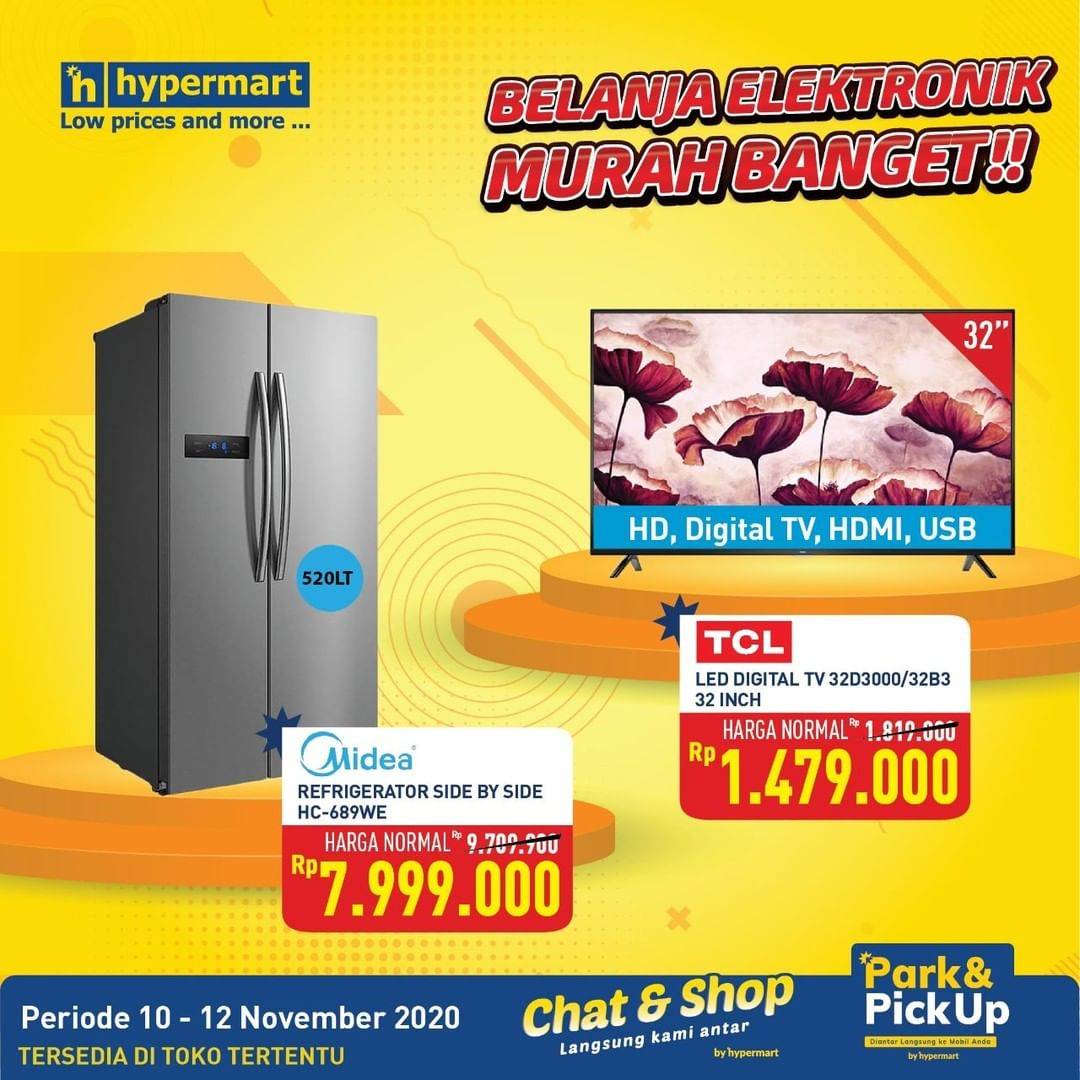 h hypermart
Low prices and more ...
BELANJA ELEKTRONIK
MURAH BANGET!!
520LT
32"
HD, Digital TV, HDMI, USB
TCL
LED DIGITAL TV 32D3000/32B3
32 INCH
HARGA NORMAL Rp 1.819.000
Rp 1.479.000
Midea
REFRIGERATOR SIDE BY SIDE
HC-689WE
HARGA NORMAL Rp 9.709.900
Rp 7.999.000
Periode 10 - 12 November 2020
TERSEDIA DI TOKO TERTENTU
Chat & Shop
Langsung kami antar
by hypermart
Park&
PickUp
Diantar Langsung ke Mobil Anda
by hypermart